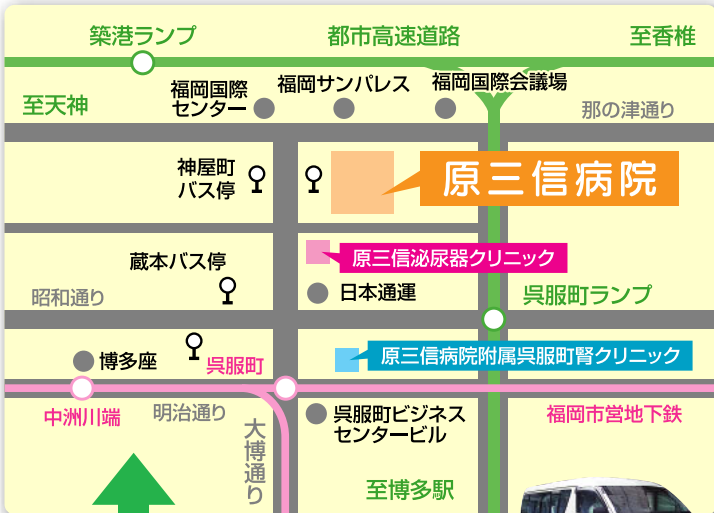 築港ランプ
都市高速道路
至香椎
至天神
福岡国際
センター
福岡サンパレス
福岡国際会議場
那の津通り
神屋町
バス停
原三信病院
蔵本バス停
原三信泌尿器クリニック
昭和通り
日本通運
呉服町ランプ
博多座
呉服町
原三信病院附属呉服町腎クリニック
中洲川端
明治通り
大博通り
呉服町ビジネス
センタービル
福岡市営地下鉄
至博多駅